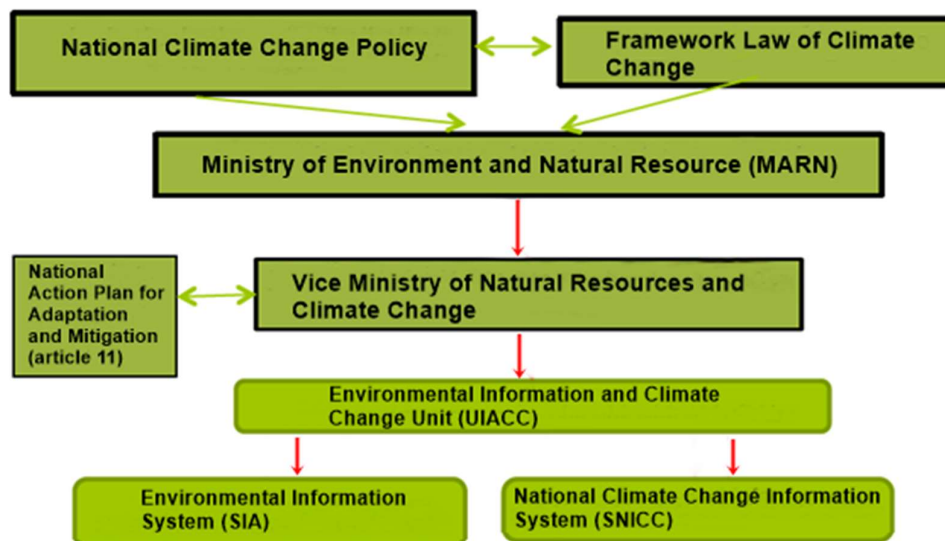 National Climate Change Policy
Framework Law of Climate
Change
Ministry of Environment and Natural Resource (MARN)
National
Action Plan for
Adaptation
and Mitigation
(article 11)
Vice Ministry of Natural Resources and
Climate Change
Environmental Information and Climate
Change Unit (UIACC)
Environmental Information
System (SIA)
National Climate Change Information
System (SNICC)